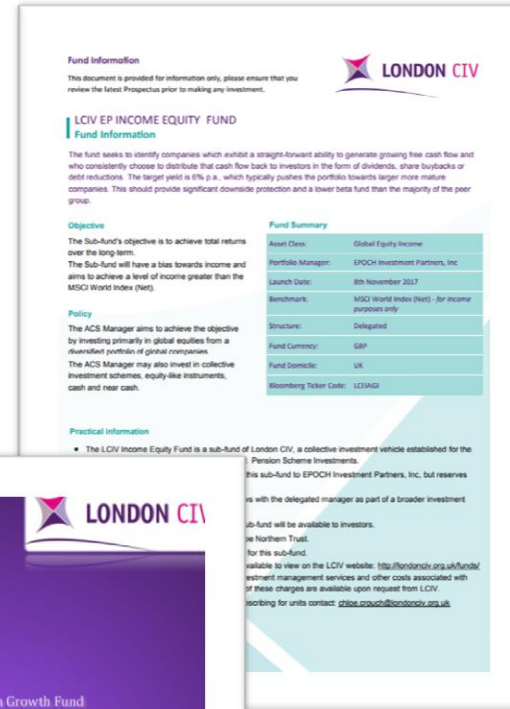 Fund Information
This document is provided for information only, please ensure that you
review the latest Prospectus prior to making any investment.
LONDON CIV
LCIV EP INCOME EQUITY FUND
Fund Information
The fund seeks to identify companies which exhibit a straight-forward ability to generate growing free cash flow and
who consistently choose to distribute that cash flow back to investors in the form of dividends, share buybacks or
debt reductions. The target yield is 6% p.a., which typically pushes the portfolio towards larger more mature
companies. This should provide significant downside protection and a lower beta fund than the majority of the peer
group.
Objective
The Sub-fund's objective is to achieve total returns
over the long-term.
The Sub-fund will have a bias towards income and
aims to achieve a level of income greater than the
MSCI World Index (Net).
Policy
The ACS Manager aims to achieve the objective
by investing primarily in global equities from a
diversified portfolio of global companies
The ACS Manager may also invest in collective
investment schemes, equity-like instruments,
cash and near cash.
Fund Summary
Asset Class: Global Equity Income
Portfolio Manager: EPOCH Investment Partners, Inc
Launch Date: 8th November 2017
Benchmark: MSCI World Index (Net) - for income
purposes only
Structure: Delegated
Fund Currency: GBP
Fund Domicile: UK
Bloomberg Ticker Code: LCEIAGI
Practical information
• The LCIV Income Equity Fund is a sub-fund of London CIV, a collective investment vehicle established for the
Pension Scheme Investments.
this sub-fund to EPOCH Investment Partners, Inc, but reserves
with the delegated manager as part of a broader investment
sub-fund will be available to investors.
be Northern Trust.
for this sub-fund.
available to view on the LCIV website: http://londonciv.org.uk/funds/
investment management services and other costs associated with
of these charges are available upon request from LCIV.
subscribing for units contact: chloe.crouch@londonciv.org.uk
LONDON CIV
Growth Fund